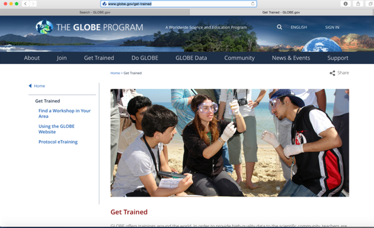 www.globe.gov/get-trained
Search - GLOBE.gov
Get Trained - GLOBE.gov
THE GLOBE PROGRAM
A Worldwide Science and Education Program
ENGLISH
SIGN IN
About
Join
Get Trained
Do GLOBE
GLOBE Data
Community
News & Events
Support
Home
Home > Get Trained
Share
Get Trained
Find a Workshop in Your
Area
Using the GLOBE
Website
Protocol eTraining
Get Trained